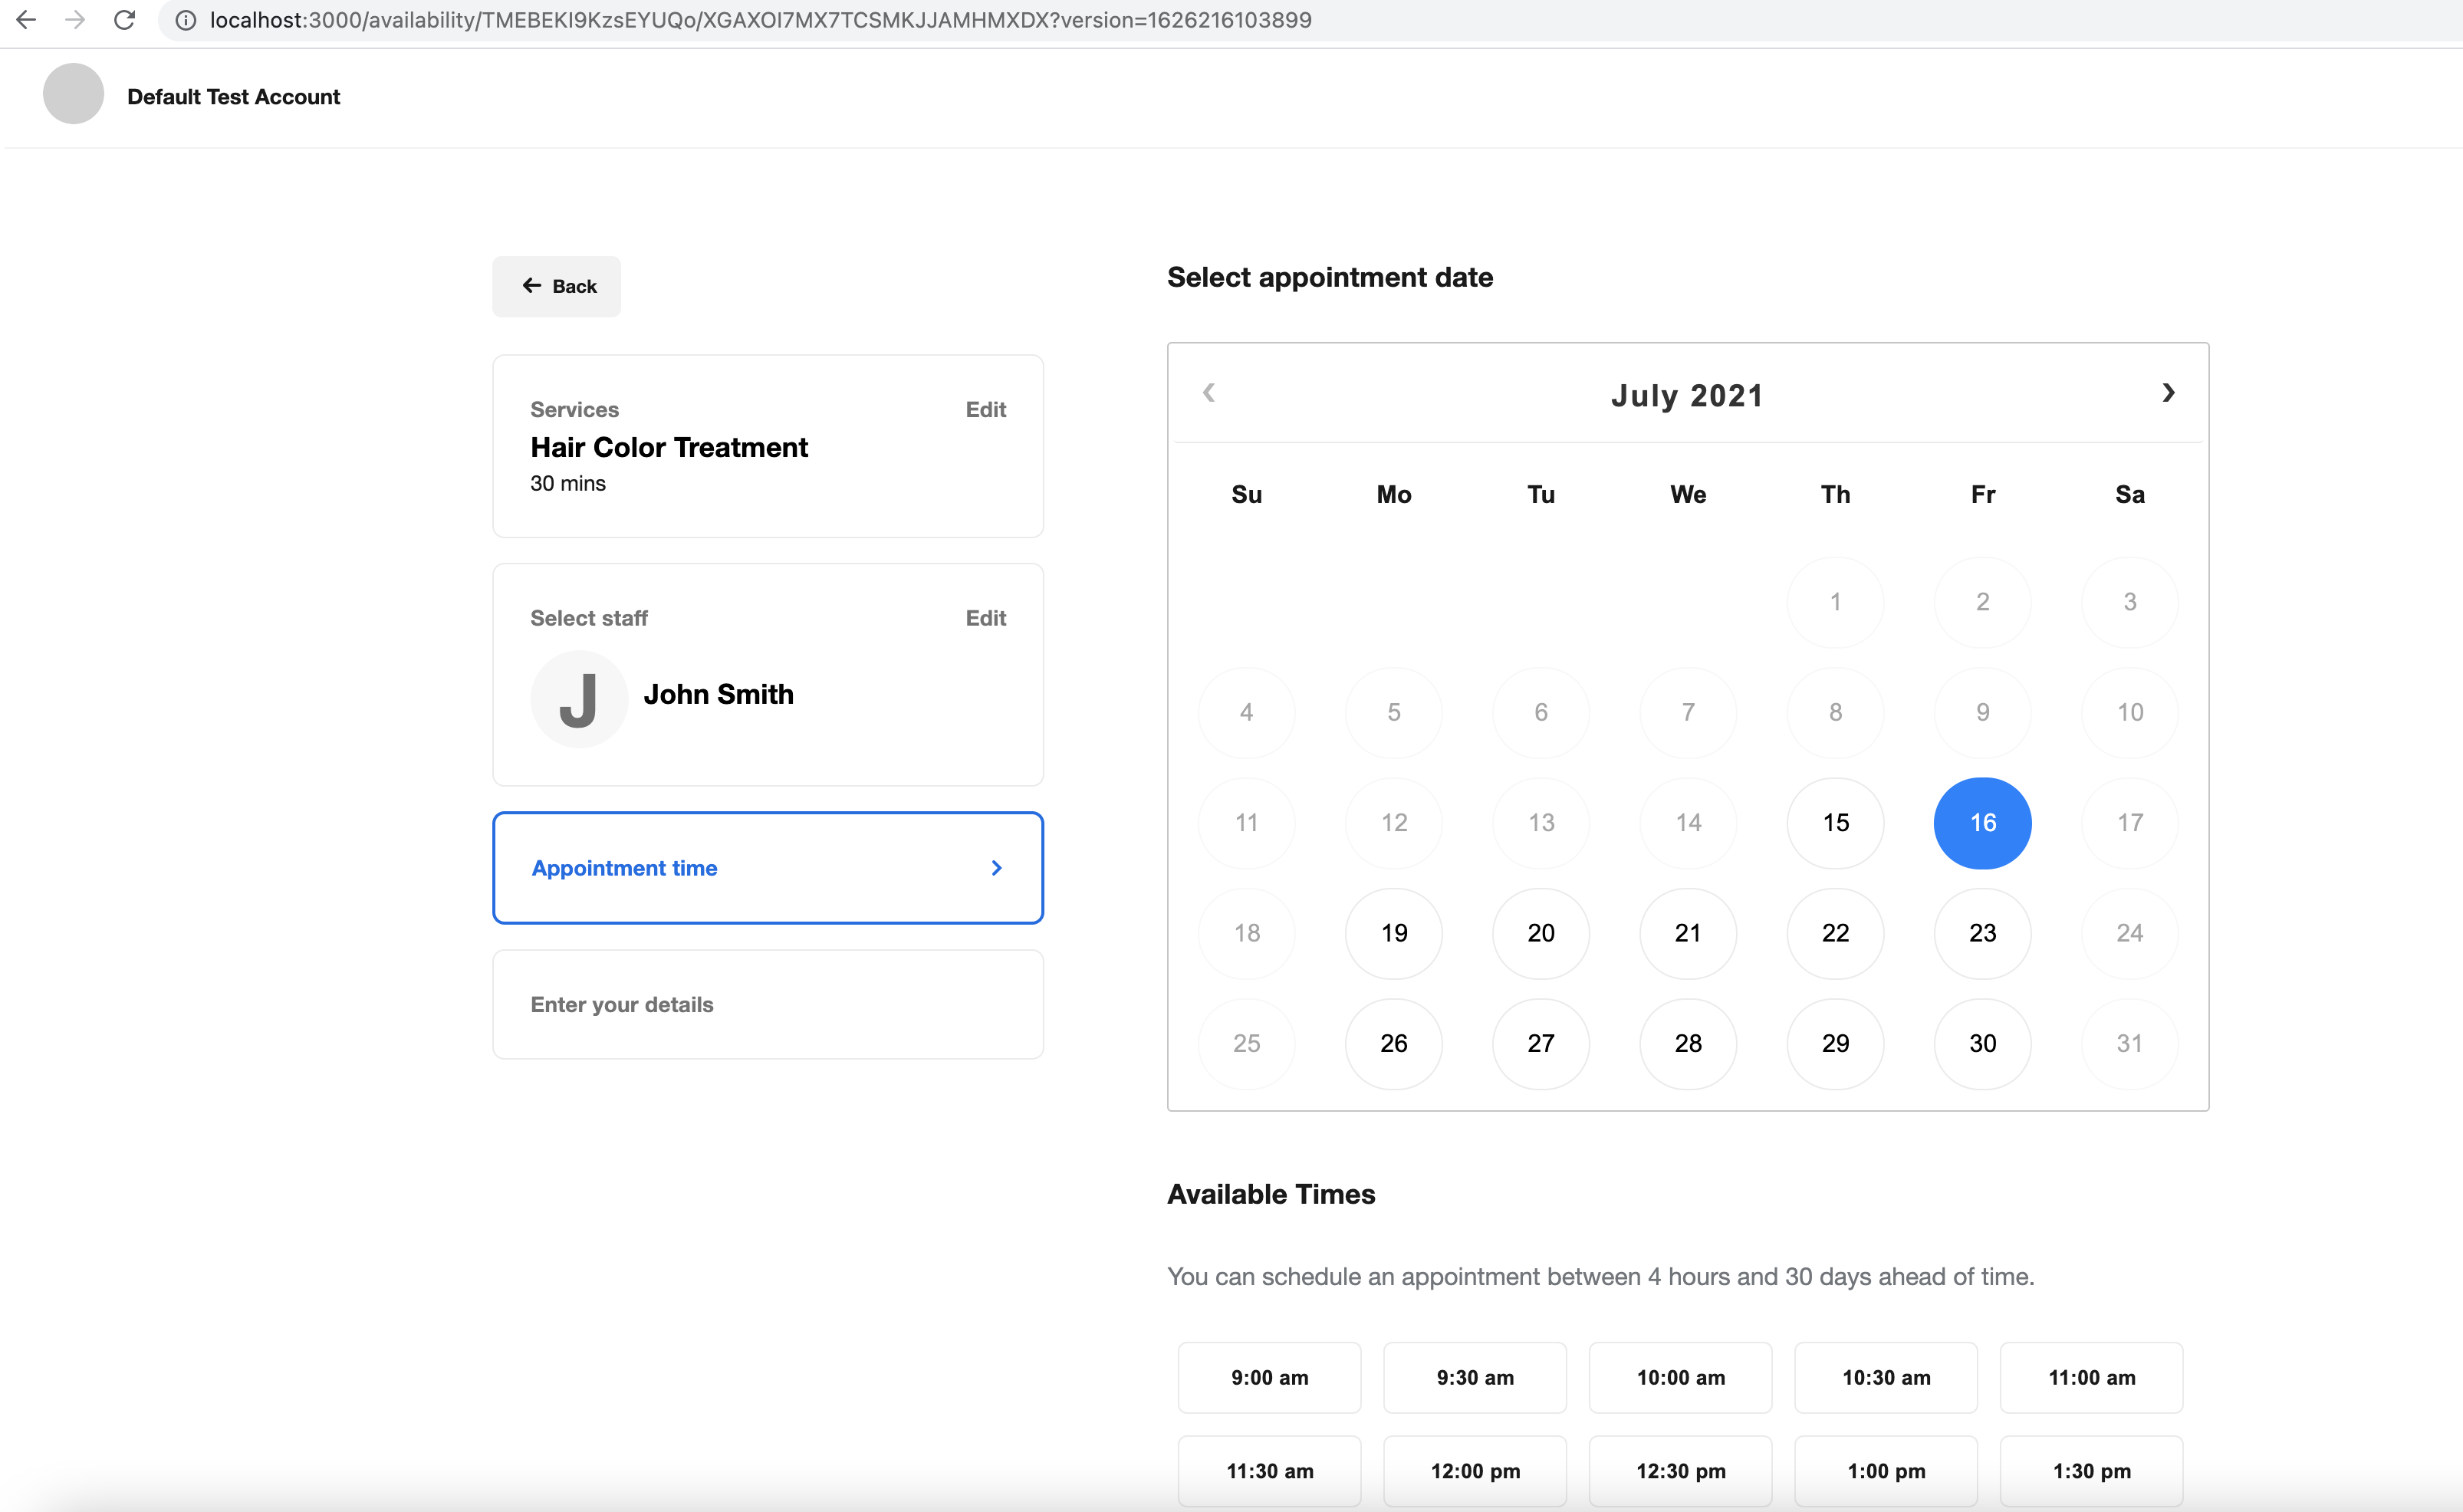 localhost:3000/availability/TMEBEKI9KzsEYUQo/XGAXOI7MX7TCSMKJJAMHMXDX?version=1626216103899
Default Test Account
Back
Services Edit
Hair Color Treatment
30 mins
Select staff Edit
J John Smith
Appointment time
Enter your details
Select appointment date
July 2021
Su Mo Tu We Th Fr Sa
1 2 3
4 5 6 7 8 9 10
11 12 13 14 15 16 17
18 19 20 21 22 23 24
25 26 27 28 29 30 31
Available Times
You can schedule an appointment between 4 hours and 30 days ahead of time.
9:00 am 9:30 am 10:00 am 10:30 am 11:00 am
11:30 am 12:00 pm 12:30 pm 1:00 pm 1:30 pm